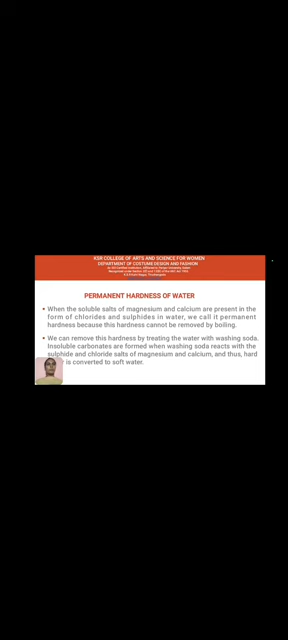 KSR COLLEGE OF ARTS AND SCIENCE FOR WOMEN
DEPARTMENT OF COSTUME DESIGN AND FASHION
PERMANENT HARDNESS OF WATER
• When the soluble salts of magnesium and calcium are present in the
form of chlorides and sulphides in water, we call it permanent
hardness because this hardness cannot be removed by boiling.
• We can remove this hardness by treating the water with washing soda.
Insoluble carbonates are formed when washing soda reacts with the
sulphide and chloride salts of magnesium and calcium, and thus, hard
is converted to soft water.